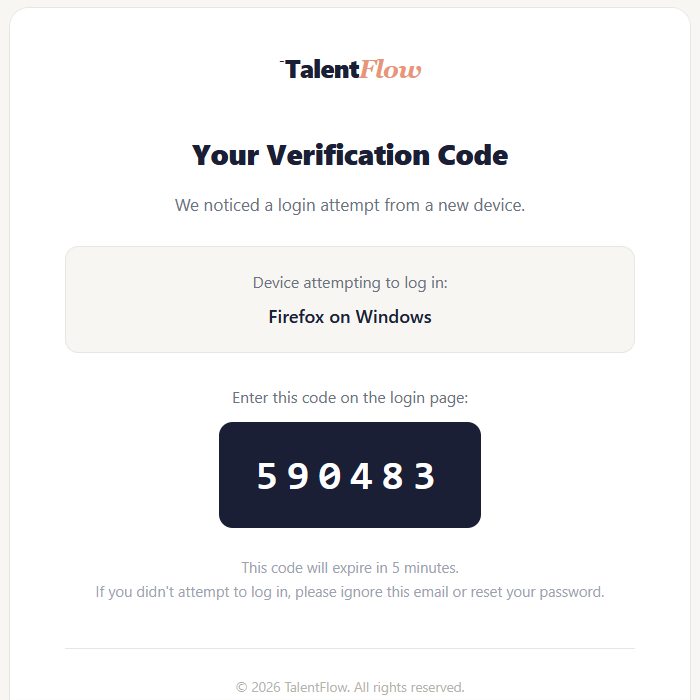 TalentFlow
Your Verification Code
We noticed a login attempt from a new device.
Device attempting to log in:
Firefox on Windows
Enter this code on the login page:
590483
This code will expire in 5 minutes.
If you didn't attempt to log in, please ignore this email or reset your password.
© 2026 TalentFlow. All rights reserved.